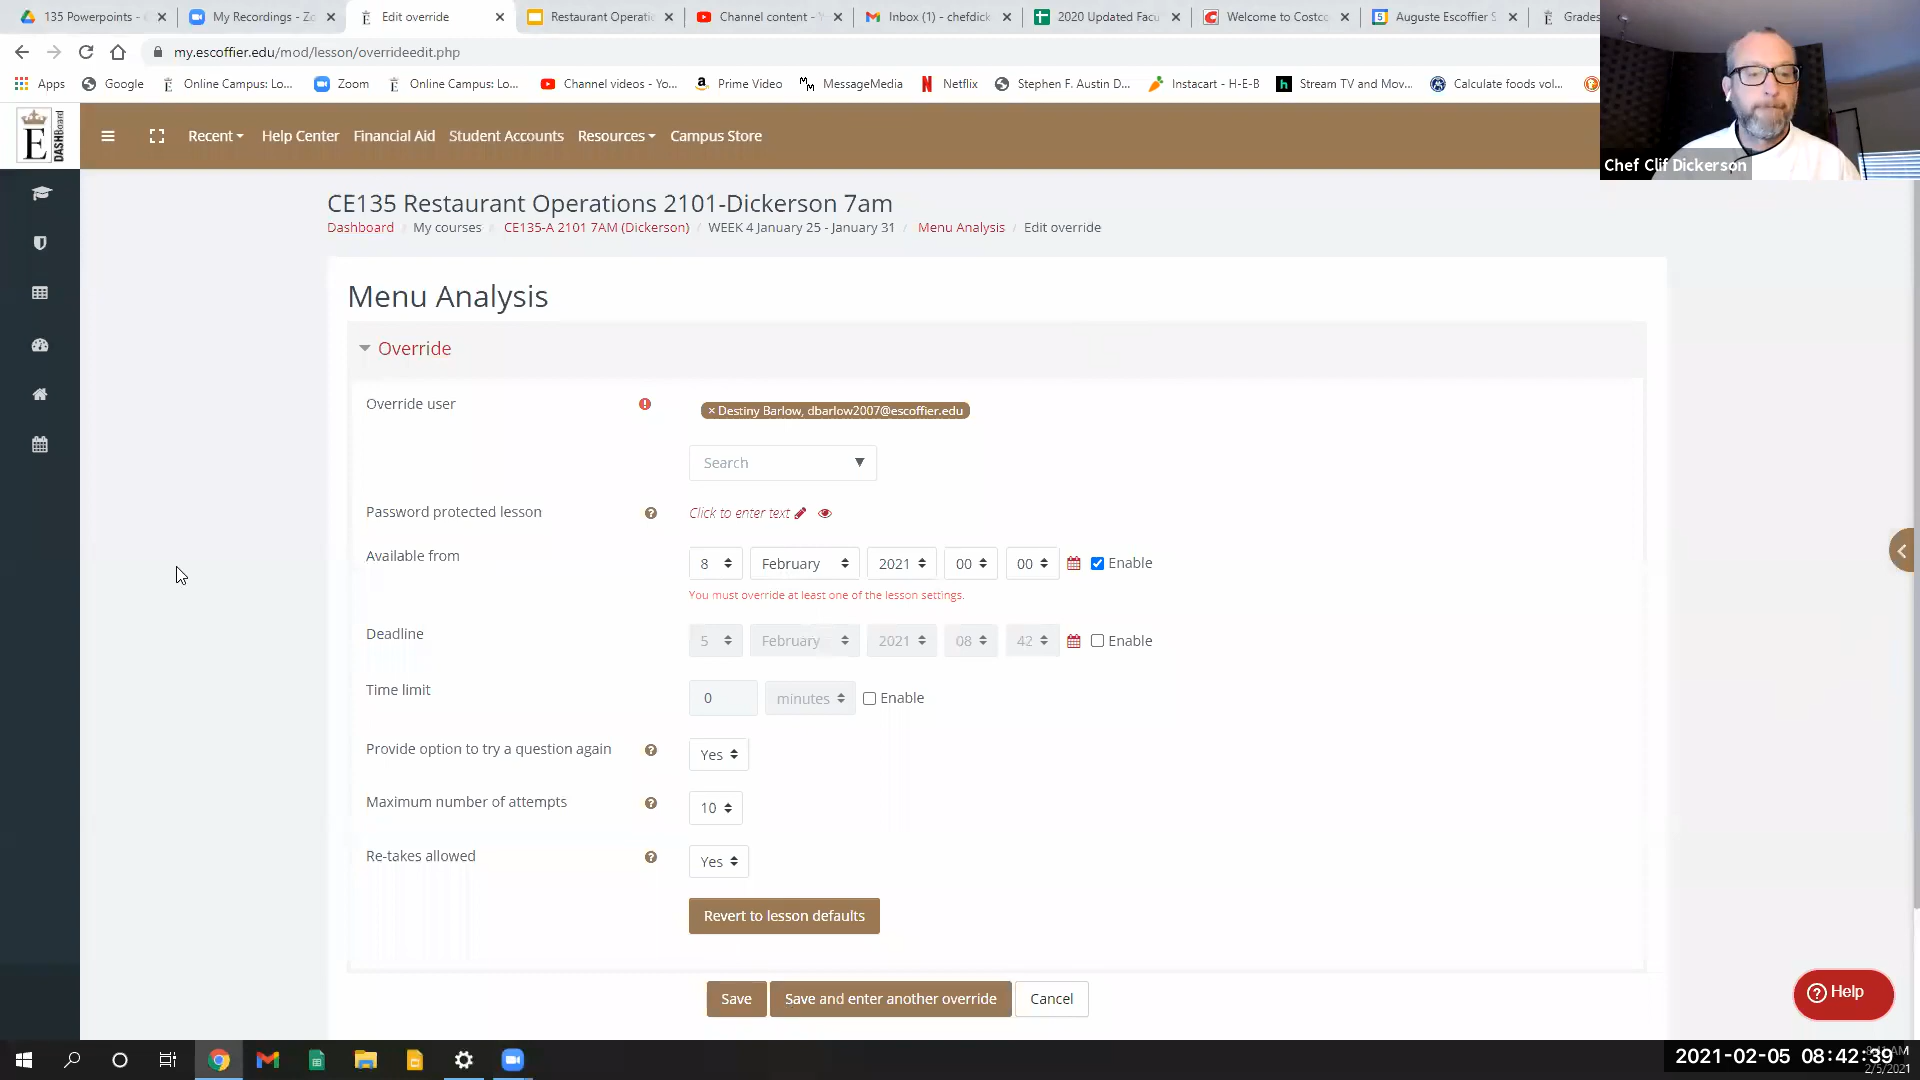 135 Powerpoints -
My Recordings - Zo
Edit override
Restaurant Operatio
Channel content - Y
Inbox (1) - chefdick
2020 Updated Facu
Welcome to Costco
Auguste Escoffier S
Grades
my.escoffier.edu/mod/lesson/overrideedit.php
Apps
Google
Online Campus: Lo...
Zoom
Online Campus: Lo...
Channel videos - Yo...
Prime Video
MessageMedia
Netflix
Stephen F. Austin D...
Instacart - H-E-B
Stream TV and Mov...
Calculate foods vol...
E DASHBoard
Recent
Help Center
Financial Aid
Student Accounts
Resources
Campus Store
Chef Clif Dickerson
CE135 Restaurant Operations 2101-Dickerson 7am
Dashboard / My courses / CE135-A 2101 7AM (Dickerson) / WEEK 4 January 25 - January 31 / Menu Analysis / Edit override
Menu Analysis
Override
Override user
× Destiny Barlow, dbarlow2007@escoffier.edu
Search
Password protected lesson
Click to enter text
Available from
8 February 2021 00 00 Enable
You must override at least one of the lesson settings.
Deadline
5 February 2021 08 42 Enable
Time limit
0 minutes Enable
Provide option to try a question again
Yes
Maximum number of attempts
10
Re-takes allowed
Yes
Revert to lesson defaults
Save
Save and enter another override
Cancel
Help
2021-02-05 08:42:39
2/5/2021